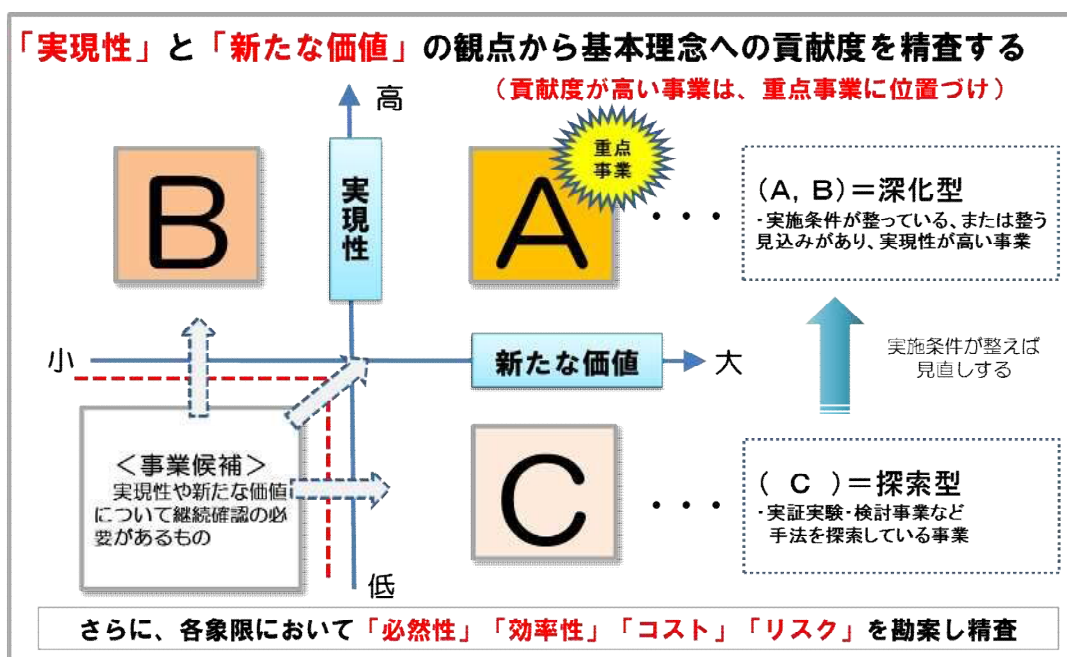 「実現性」と「新たな価値」の観点から基本理念への貢献度を精査する
（貢献度が高い事業は、重点事業に位置づけ）
高
実現性
B
A
重点
事業
・・・
（A, B）＝深化型
・実施条件が整っている、または整う
見込みがあり、実現性が高い事業
小
新たな価値
大
実施条件が整えば
見直しする
＜事業候補＞
実現性や新たな価値
について継続確認の必
要があるもの
C
・・・
（ C ）＝探索型
・実証実験・検討事業など
手法を探索している事業
低
さらに、各象限において「必然性」「効率性」「コスト」「リスク」を勘案し精査